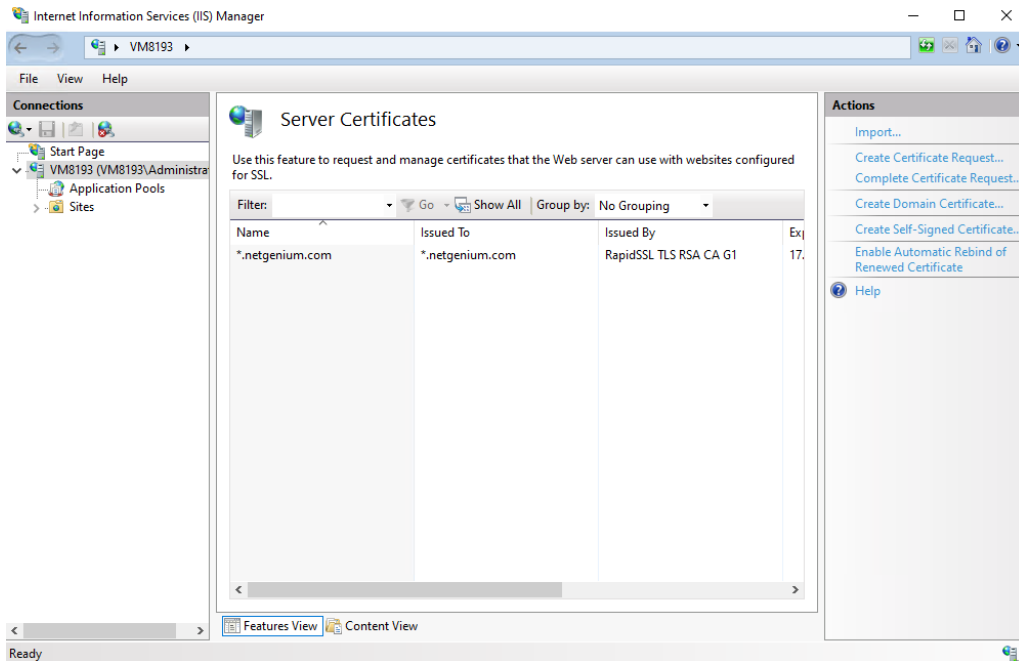 Internet Information Services (IIS) Manager
VM8193
File View Help
Connections
Start Page
VM8193 (VM8193\Administra
Application Pools
Sites
Server Certificates
Use this feature to request and manage certificates that the Web server can use with websites configured
for SSL.
Filter: Go Show All Group by: No Grouping
Name Issued To Issued By Exp
*.netgenium.com *.netgenium.com RapidSSL TLS RSA CA G1 17.
Features View Content View
Actions
Import...
Create Certificate Request...
Complete Certificate Request..
Create Domain Certificate...
Create Self-Signed Certificate..
Enable Automatic Rebind of
Renewed Certificate
Help
Ready